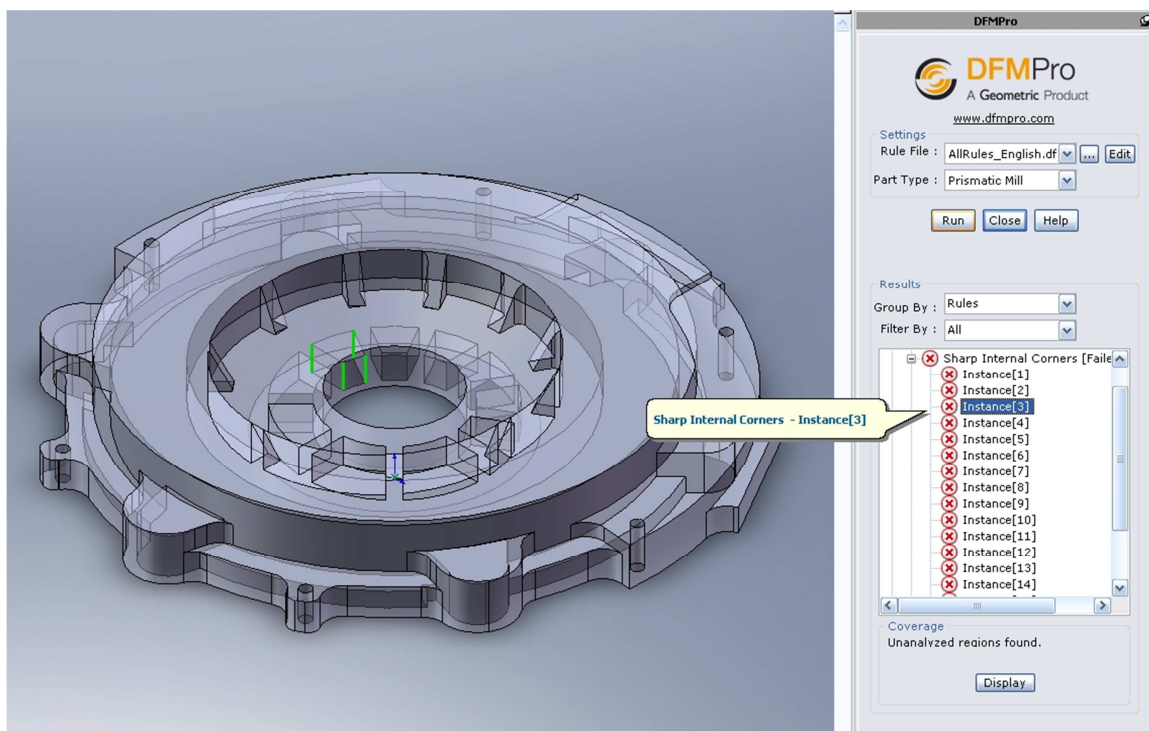 DFMPro
DFMPro
A Geometric Product
www.dfmpro.com
Settings
Rule File : AllRules_English.df ... Edit
Part Type : Prismatic Mill
Run Close Help
Results
Group By : Rules
Filter By : All
Sharp Internal Corners [Faile
Instance[1]
Instance[2]
Instance[3]
Sharp Internal Corners - Instance[3]
Instance[4]
Instance[5]
Instance[6]
Instance[7]
Instance[8]
Instance[9]
Instance[10]
Instance[11]
Instance[12]
Instance[13]
Instance[14]
Coverage
Unanalyzed regions found.
Display